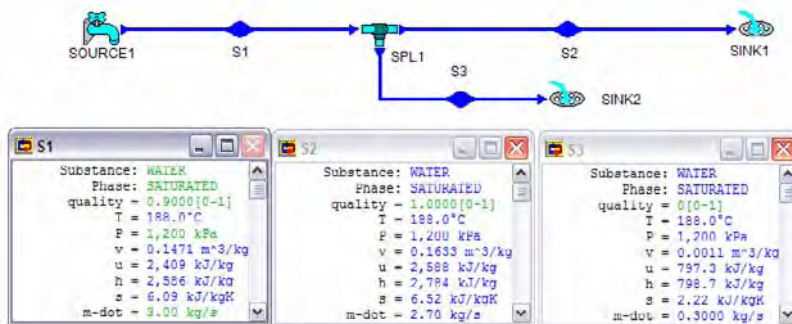 SOURCE1
S1
SPL1
S2
SINK1
S3
SINK2
S1
Substance: WATER
Phase: SATURATED
quality = 0.9000[0-1]
T = 188.0°C
P = 1,200 kPa
v = 0.1471 m^3/kg
u = 2,409 kJ/kg
h = 2,586 kJ/kg
s = 6.09 kJ/kgK
m-dot = 3.00 kg/s
S2
Substance: WATER
Phase: SATURATED
quality = 1.0000[0-1]
T = 188.0°C
P = 1,200 kPa
v = 0.1633 m^3/kg
u = 2,588 kJ/kg
h = 2,784 kJ/kg
s = 6.52 kJ/kgK
m-dot = 2.70 kg/s
S3
Substance: WATER
Phase: SATURATED
quality = 0[0-1]
T = 188.0°C
P = 1,200 kPa
v = 0.0011 m^3/kg
u = 797.3 kJ/kg
h = 798.7 kJ/kg
s = 2.22 kJ/kgK
m-dot = 0.3000 kg/s